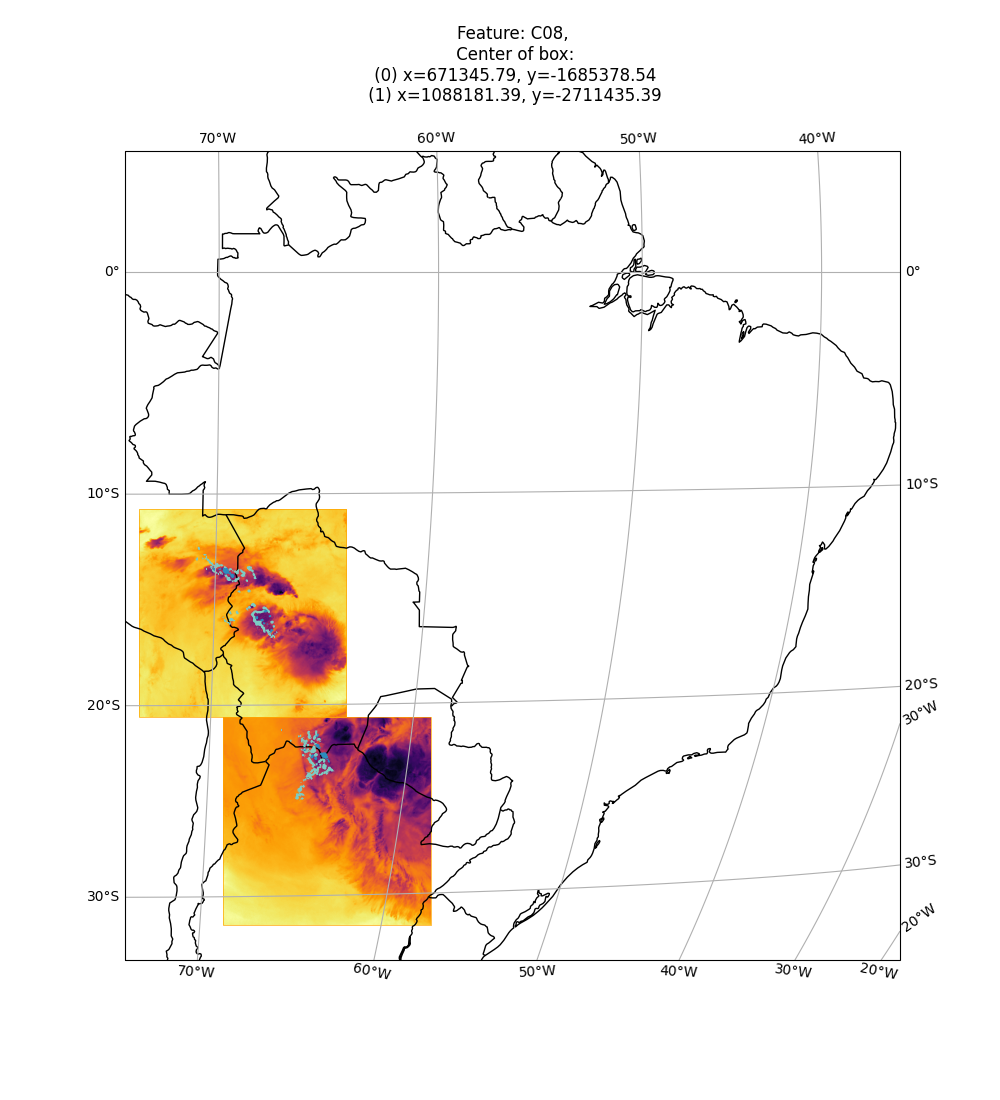 Feature: C08,
Center of box:
(0) x=671345.79, y=-1685378.54
(1) x=1088181.39, y=-2711435.39
70°W 60°W 50°W 40°W
0° 0°
10°S 10°S
20°S 20°S
30°W
30°S 30°S
20°W
70°W 60°W 50°W 40°W 30°W 20°W